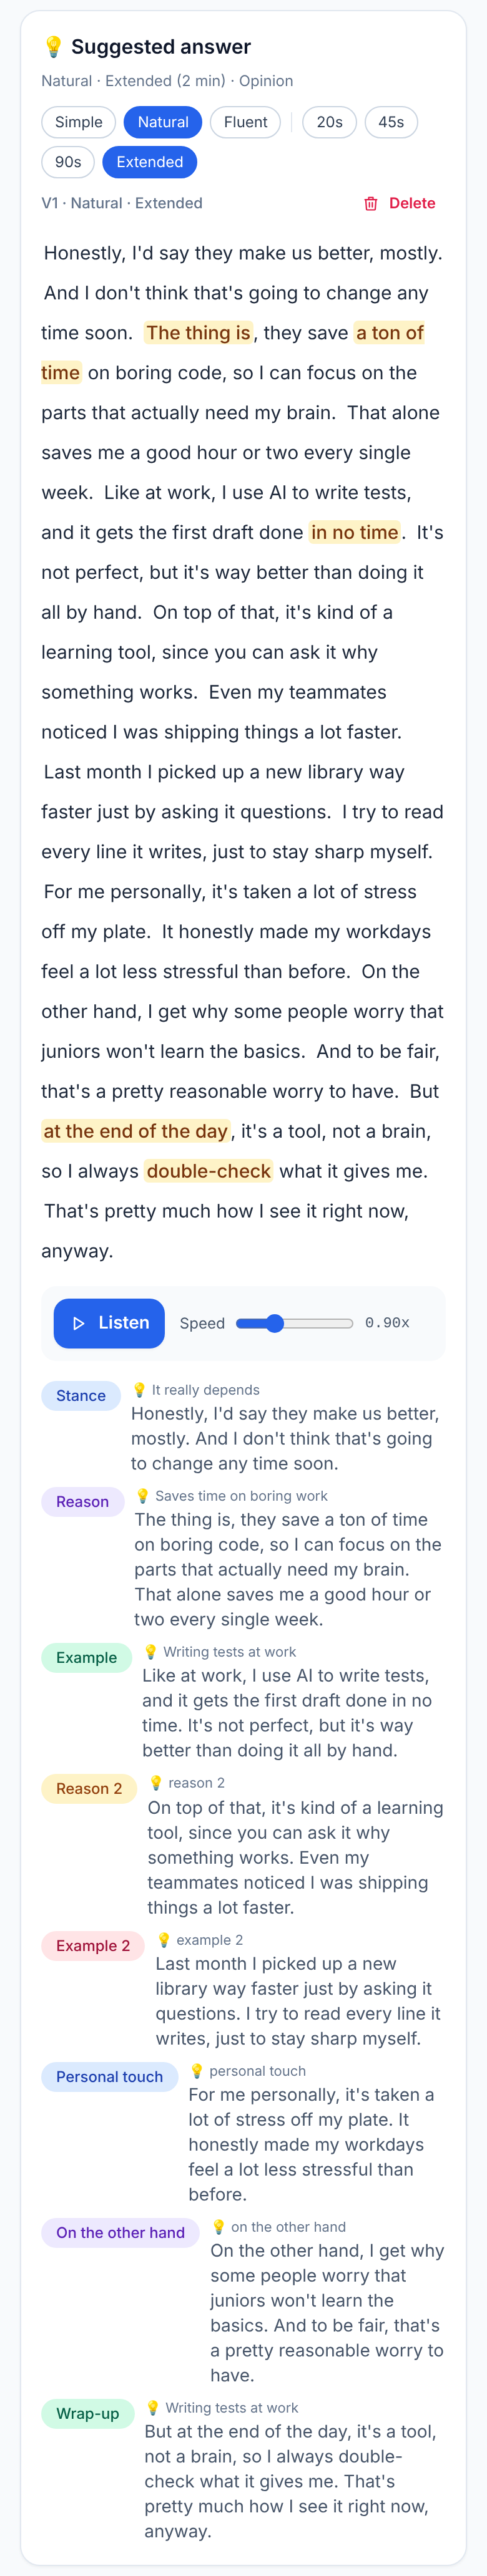 💡 Suggested answer
Natural · Extended (2 min) · Opinion
Simple Natural Fluent 20s 45s
90s Extended
V1 · Natural · Extended Delete
Honestly, I'd say they make us better, mostly.
And I don't think that's going to change any
time soon. The thing is, they save a ton of
time on boring code, so I can focus on the
parts that actually need my brain. That alone
saves me a good hour or two every single
week. Like at work, I use AI to write tests,
and it gets the first draft done in no time. It's
not perfect, but it's way better than doing it
all by hand. On top of that, it's kind of a
learning tool, since you can ask it why
something works. Even my teammates
noticed I was shipping things a lot faster.
Last month I picked up a new library way
faster just by asking it questions. I try to read
every line it writes, just to stay sharp myself.
For me personally, it's taken a lot of stress
off my plate. It honestly made my workdays
feel a lot less stressful than before. On the
other hand, I get why some people worry that
juniors won't learn the basics. And to be fair,
that's a pretty reasonable worry to have. But
at the end of the day, it's a tool, not a brain,
so I always double-check what it gives me.
That's pretty much how I see it right now,
anyway.
Listen Speed 0.90x
Stance 💡 It really depends
Honestly, I'd say they make us better,
mostly. And I don't think that's going
to change any time soon.
Reason 💡 Saves time on boring work
The thing is, they save a ton of time
on boring code, so I can focus on the
parts that actually need my brain.
That alone saves me a good hour or
two every single week.
Example 💡 Writing tests at work
Like at work, I use AI to write tests,
and it gets the first draft done in no
time. It's not perfect, but it's way
better than doing it all by hand.
Reason 2 💡 reason 2
On top of that, it's kind of a learning
tool, since you can ask it why
something works. Even my
teammates noticed I was shipping
things a lot faster.
Example 2 💡 example 2
Last month I picked up a new
library way faster just by asking it
questions. I try to read every line it
writes, just to stay sharp myself.
Personal touch 💡 personal touch
For me personally, it's taken a
lot of stress off my plate. It
honestly made my workdays
feel a lot less stressful than
before.
On the other hand 💡 on the other hand
On the other hand, I get why
some people worry that
juniors won't learn the
basics. And to be fair, that's
a pretty reasonable worry to
have.
Wrap-up 💡 Writing tests at work
But at the end of the day, it's a tool,
not a brain, so I always double-
check what it gives me. That's
pretty much how I see it right now,
anyway.